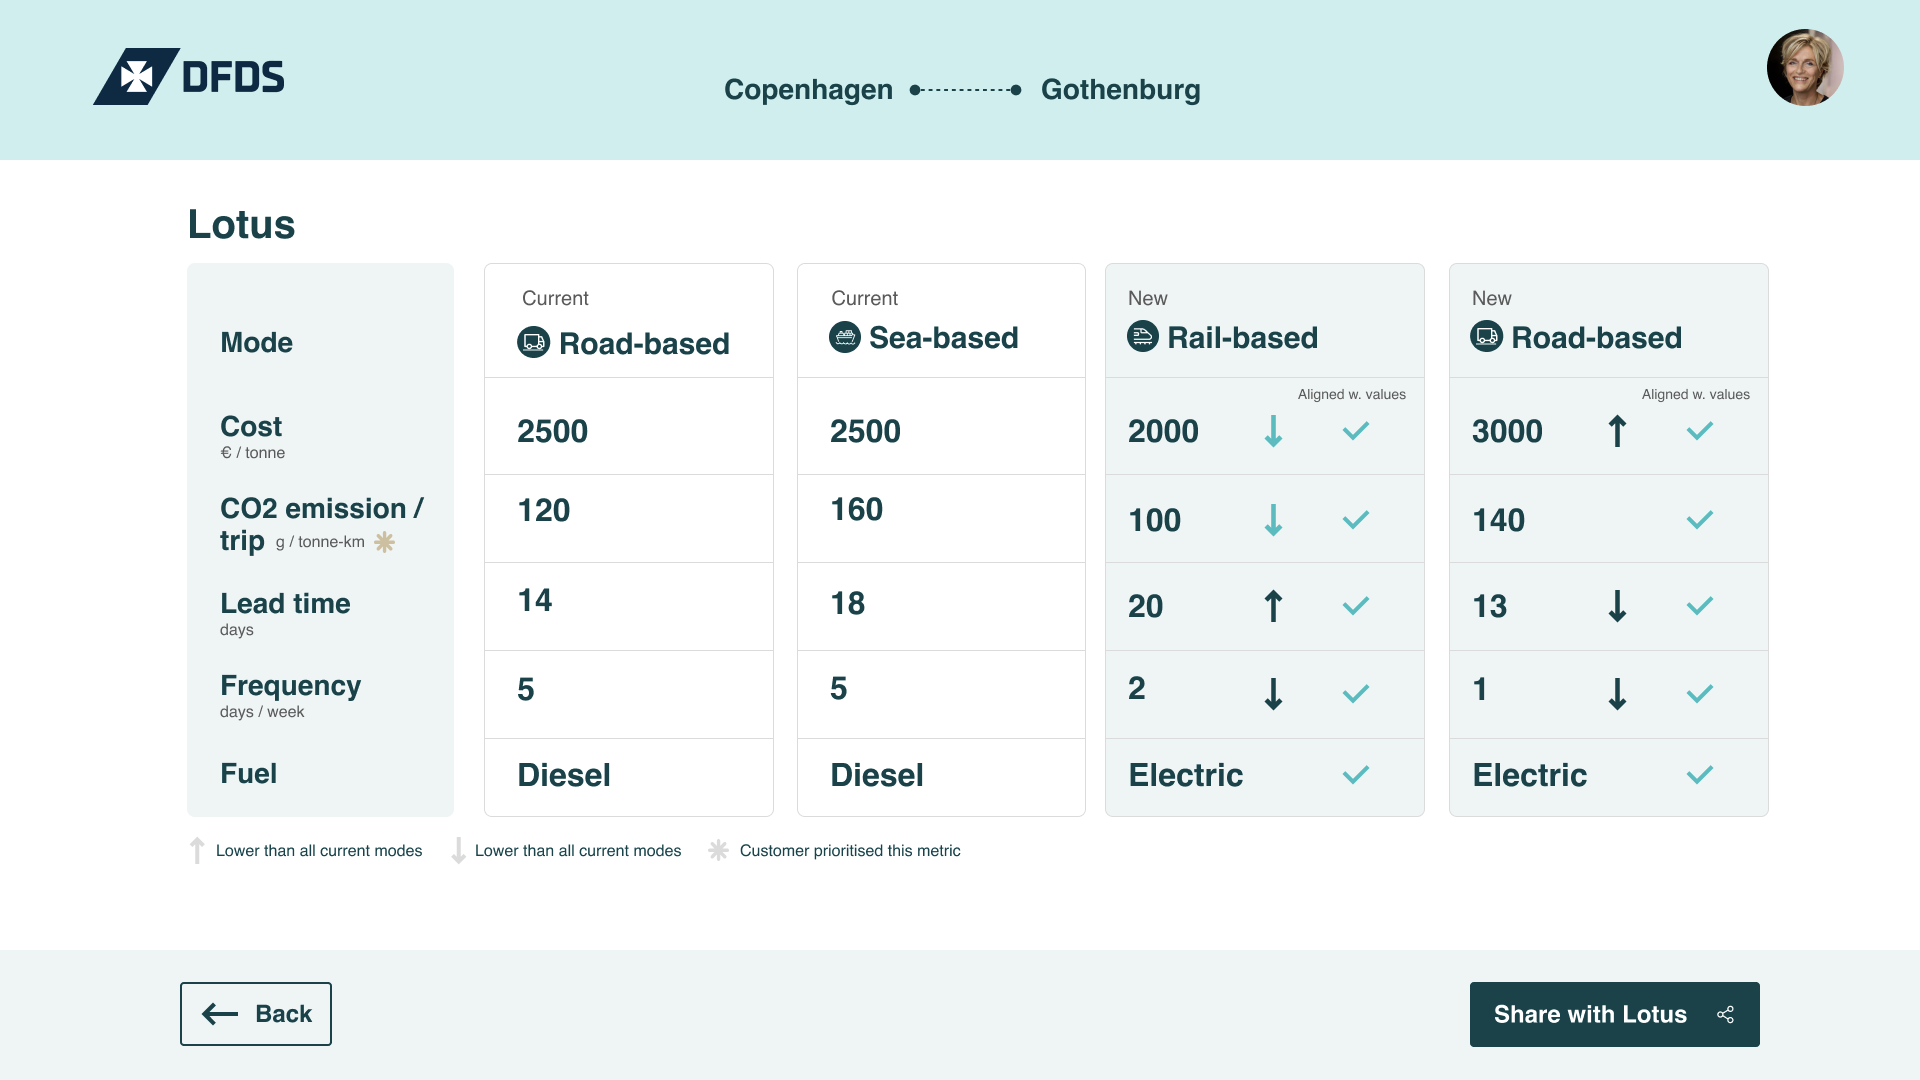 DFDS
Copenhagen Gothenburg
Lotus
Mode
Current
Road-based
Current
Sea-based
New
Rail-based
New
Road-based
Aligned w. values
Aligned w. values
Cost
€ / tonne
2500
2500
2000
3000
CO2 emission /
trip g / tonne-km
120
160
100
140
Lead time
days
14
18
20
13
Frequency
days / week
5
5
2
1
Fuel
Diesel
Diesel
Electric
Electric
Lower than all current modes
Lower than all current modes
Customer prioritised this metric
Back
Share with Lotus